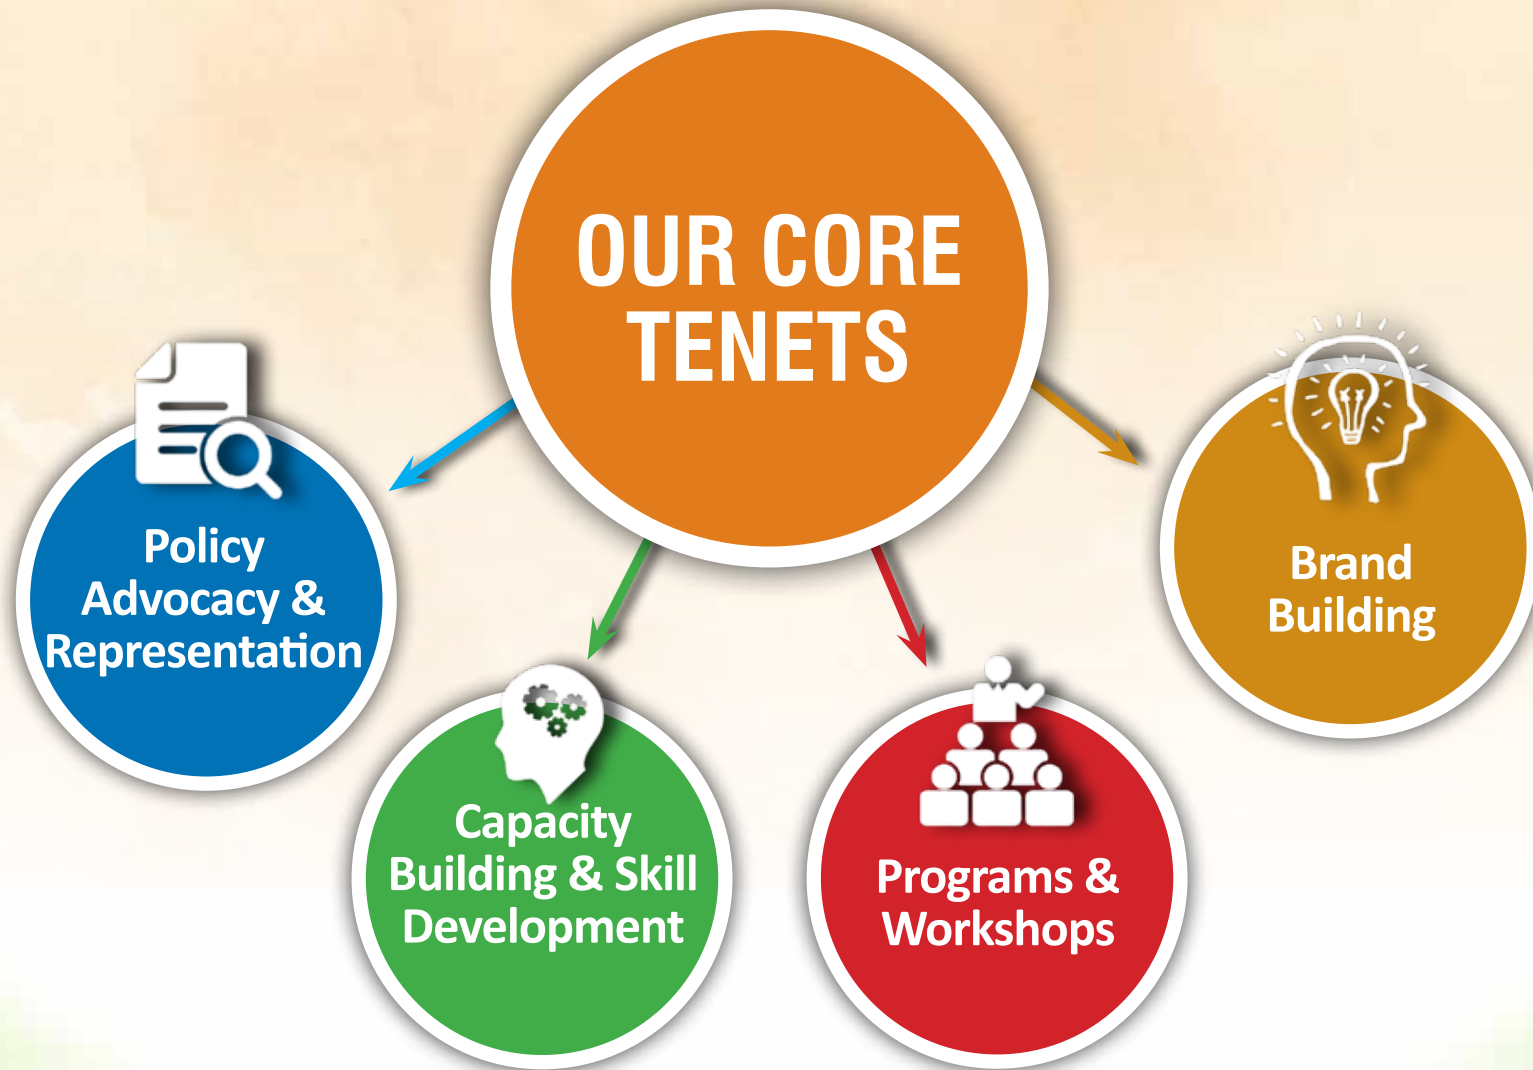 OUR CORE
TENETS
Policy
Advocacy &
Representation
Capacity
Building & Skill
Development
Programs &
Workshops
Brand
Building